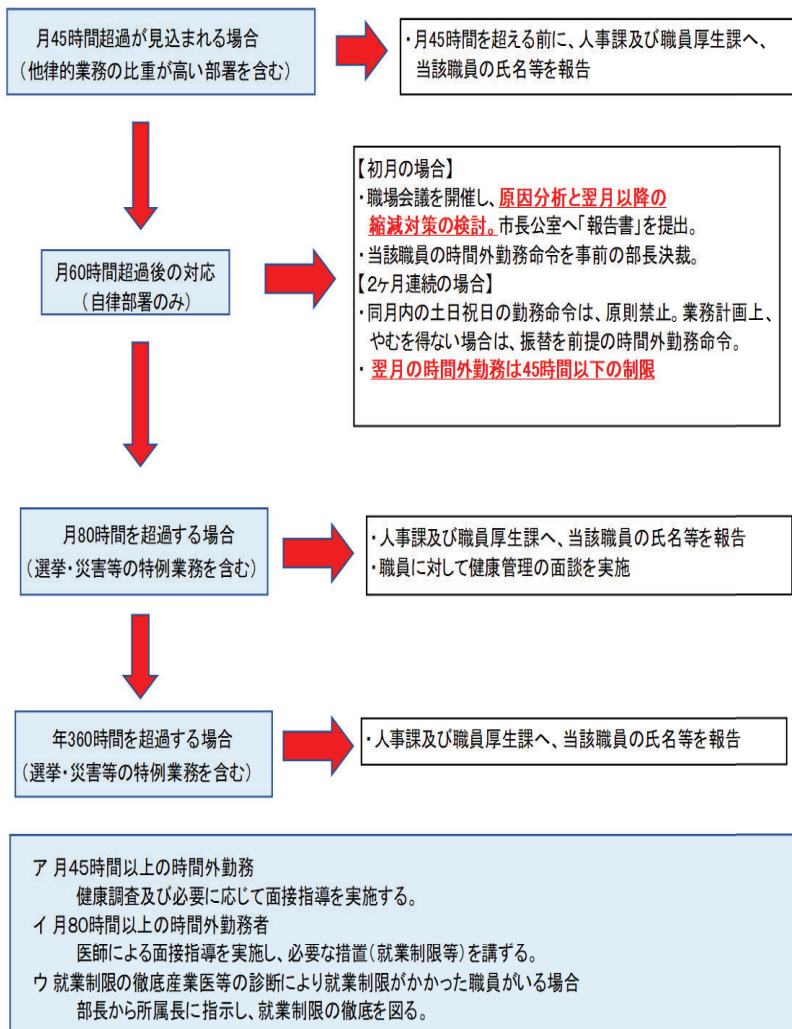 月45時間超過が見込まれる場合
（他律的業務の比重が高い部署を含む）
・月45時間を超える前に、人事課及び職員厚生課へ、
当該職員の氏名等を報告
月60時間超過後の対応
（自律部署のみ）
【初月の場合】
・職場会議を開催し、原因分析と翌月以降の
縮減対策の検討。市長公室へ「報告書」を提出。
・当該職員の時間外勤務命令を事前の部長決裁。
【2ヶ月連続の場合】
・同月内の土日祝日の勤務命令は、原則禁止。業務計画上、
やむを得ない場合は、振替を前提の時間外勤務命令。
・翌月の時間外勤務は45時間以下の制限
月80時間を超過する場合
（選挙・災害等の特例業務を含む）
・人事課及び職員厚生課へ、当該職員の氏名等を報告
・職員に対して健康管理の面談を実施
年360時間を超過する場合
（選挙・災害等の特例業務を含む）
・人事課及び職員厚生課へ、当該職員の氏名等を報告
ア 月45時間以上の時間外勤務
健康調査及び必要に応じて面接指導を実施する。
イ 月80時間以上の時間外勤務者
医師による面接指導を実施し、必要な措置（就業制限等）を講ずる。
ウ 就業制限の徹底産業医等の診断により就業制限がかかった職員がいる場合
部長から所属長に指示し、就業制限の徹底を図る。